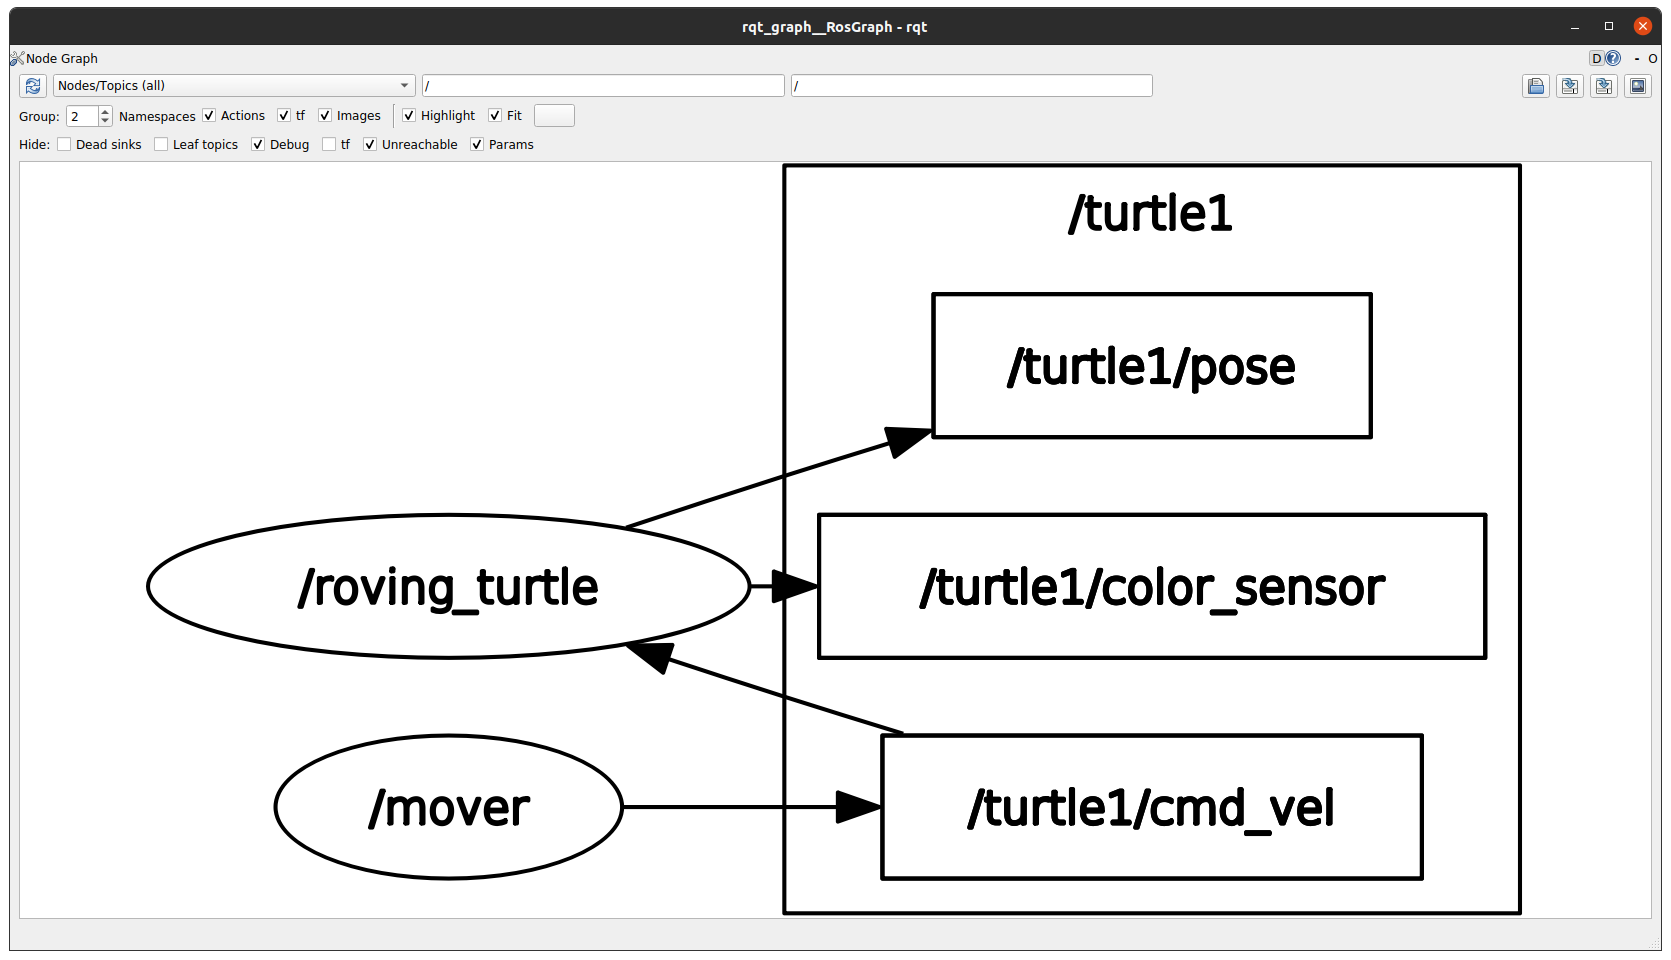 rqt_graph__RosGraph - rqt
Node Graph
D
- O
Nodes/Topics (all)
/
/
Group: 2 Namespaces Actions tf Images Highlight Fit
Hide: Dead sinks Leaf topics Debug tf Unreachable Params
/turtle1
/turtle1/pose
/roving_turtle
/turtle1/color_sensor
/mover
/turtle1/cmd_vel